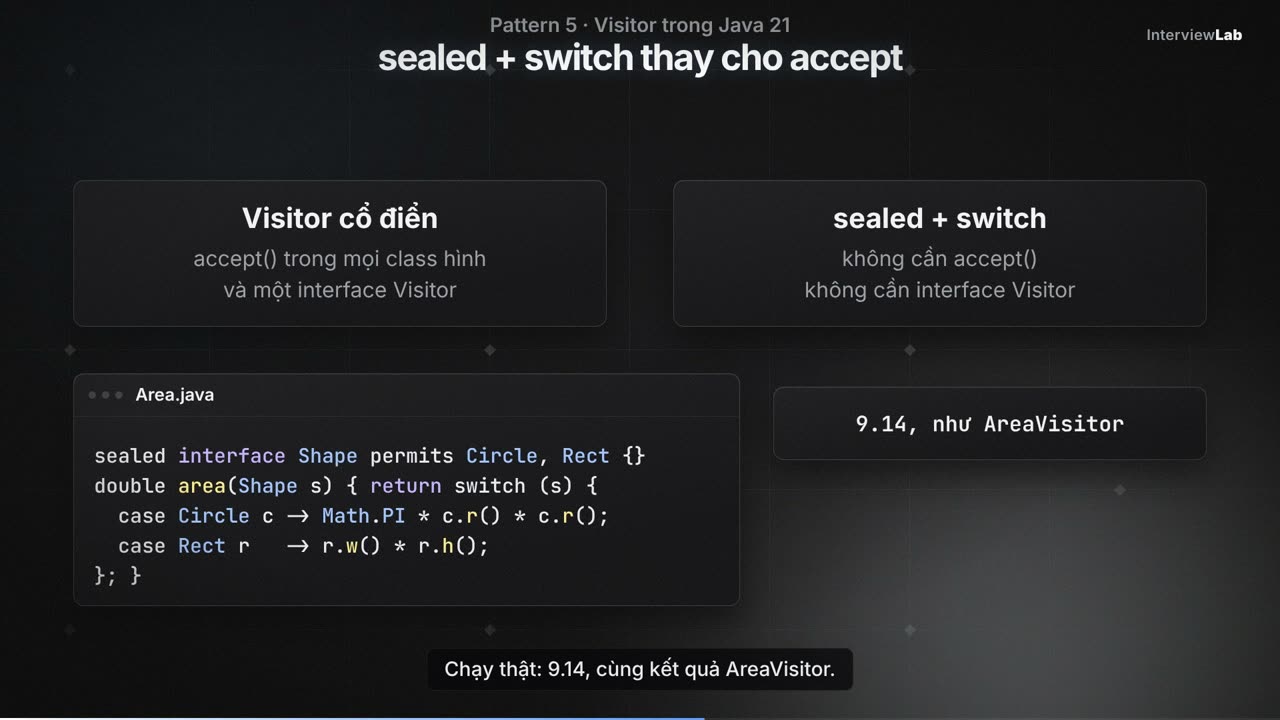 Pattern 5 · Visitor trong Java 21
sealed + switch thay cho accept
InterviewLab
Visitor cổ điển
accept() trong mọi class hình
và một interface Visitor
sealed + switch
không cần accept()
không cần interface Visitor
Area.java
sealed interface Shape permits Circle, Rect {}
double area(Shape s) { return switch (s) {
  case Circle c -> Math.PI * c.r() * c.r();
  case Rect r   -> r.w() * r.h();
}; }
9.14, như AreaVisitor
Chạy thật: 9.14, cùng kết quả AreaVisitor.